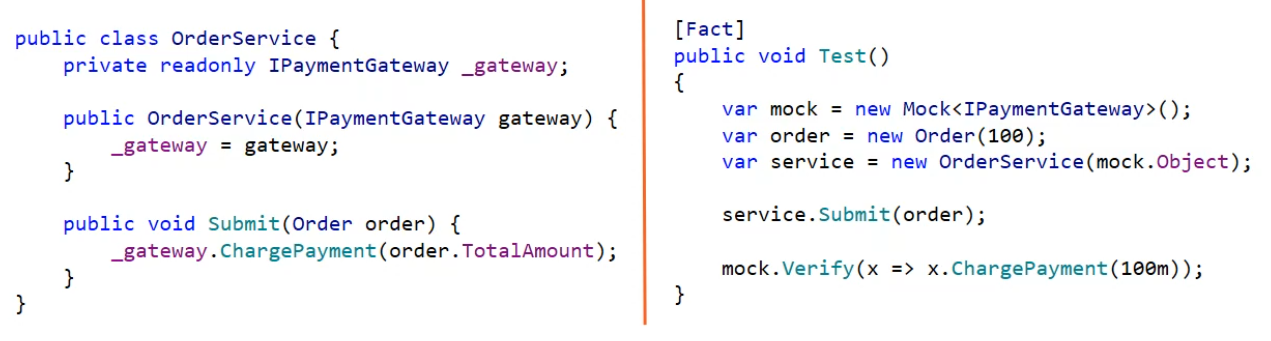 public class OrderService {
    private readonly IPaymentGateway _gateway;
    public OrderService(IPaymentGateway gateway) {
        _gateway = gateway;
    }
    public void Submit(Order order) {
        _gateway.ChargePayment(order.TotalAmount);
    }
}
[Fact]
public void Test()
{
    var mock = new Mock<IPaymentGateway>();
    var order = new Order(100);
    var service = new OrderService(mock.Object);
    service.Submit(order);
    mock.Verify(x => x.ChargePayment(100m));
}